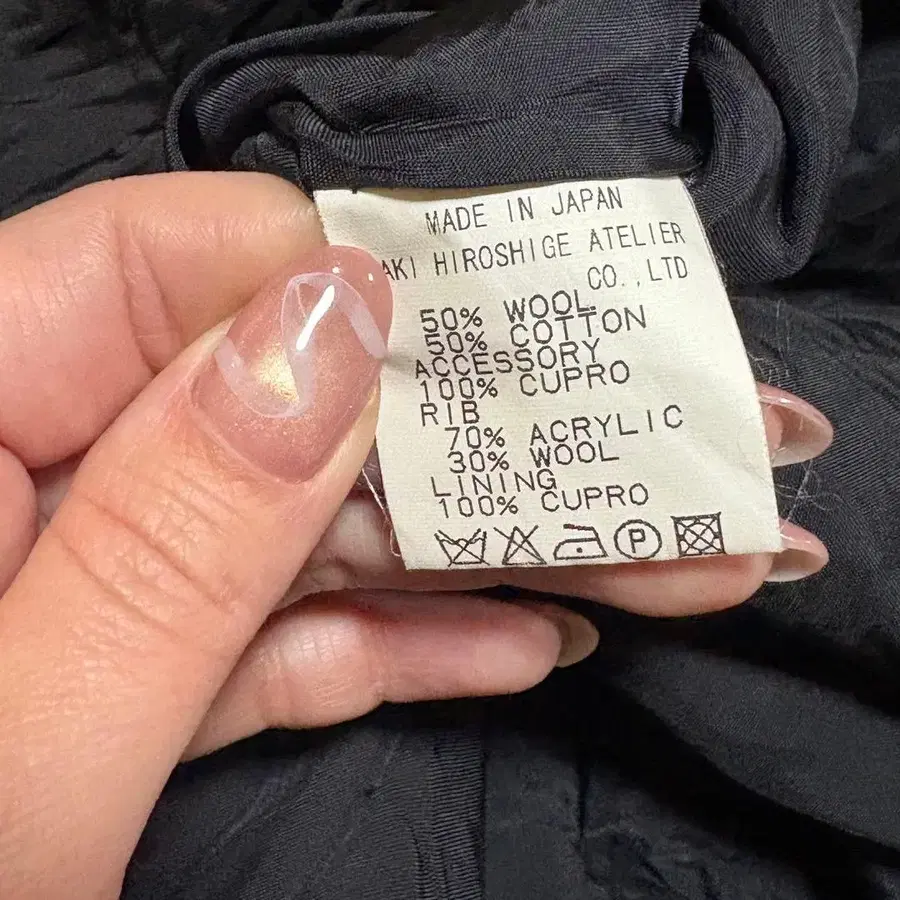 MADE IN JAPAN
AKI HIROSHIGE ATELIER
CO.,LTD
50% WOOL
50% COTTON
ACCESSORY
100% CUPRO
RIB
70% ACRYLIC
30% WOOL
LINING
100% CUPRO
P